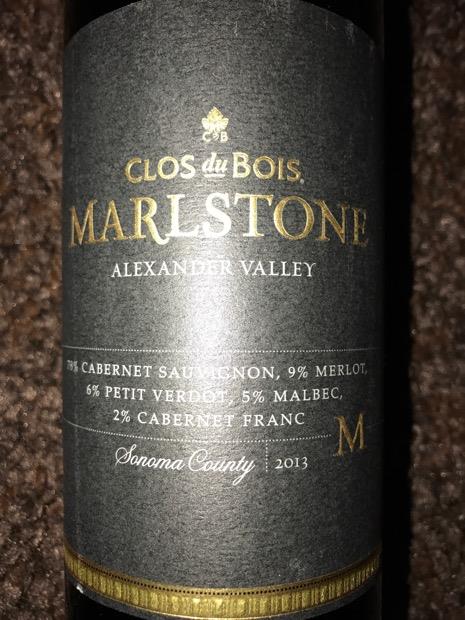 C B
CLOS du BOIS.
MARLSTONE
ALEXANDER VALLEY
78% CABERNET SAUVIGNON, 9% MERLOT,
6% PETIT VERDOT, 5% MALBEC,
2% CABERNET FRANC
M
Sonoma County 2013